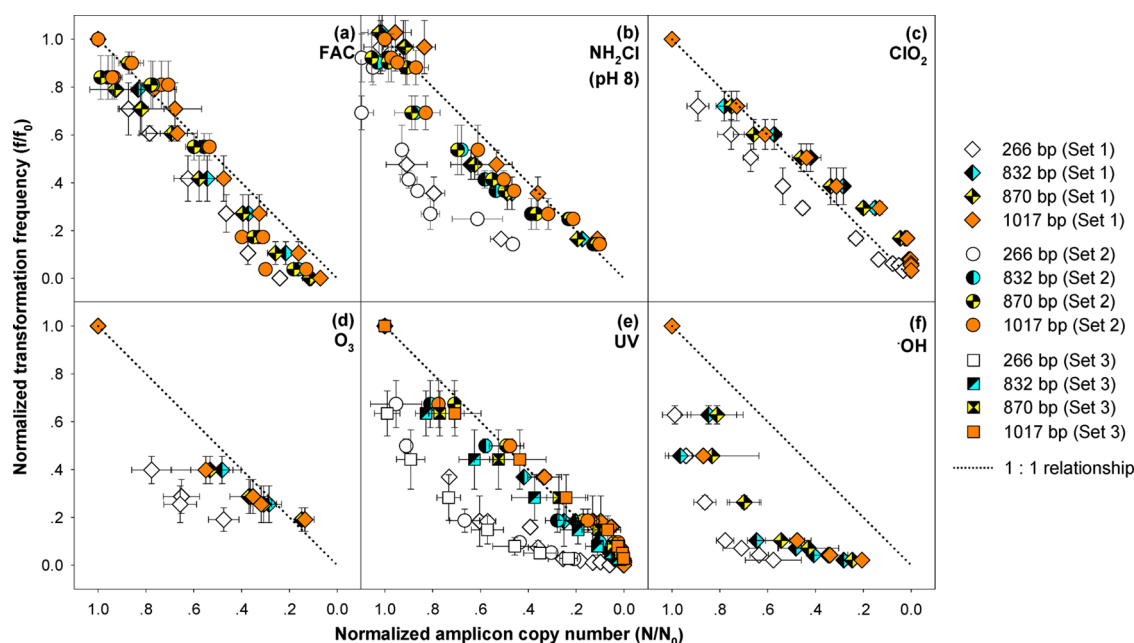 (a)
FAC
(b)
NH2Cl
(pH 8)
(c)
ClO2
1.0
.8
.6
.4
.2
0.0
Normalized transformation frequency (f/f0)
(d)
O3
(e)
UV
(f)
·OH
1.0
.8
.6
.4
.2
0.0
1.0 .8 .6 .4 .2 0.0 1.0 .8 .6 .4 .2 0.0 1.0 .8 .6 .4 .2 0.0
Normalized amplicon copy number (N/N0)
266 bp (Set 1)
832 bp (Set 1)
870 bp (Set 1)
1017 bp (Set 1)
266 bp (Set 2)
832 bp (Set 2)
870 bp (Set 2)
1017 bp (Set 2)
266 bp (Set 3)
832 bp (Set 3)
870 bp (Set 3)
1017 bp (Set 3)
1 : 1 relationship